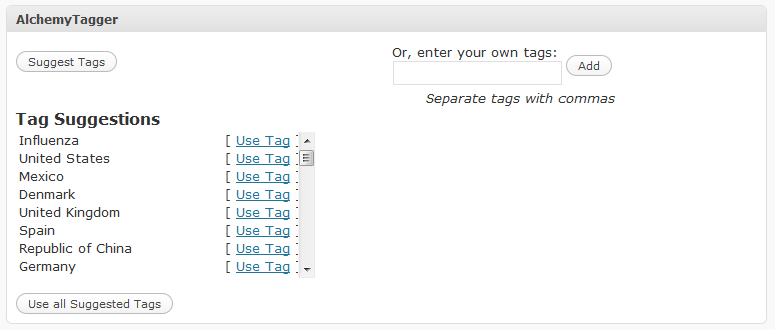 AlchemyTagger
Suggest Tags
Or, enter your own tags:
Add
Separate tags with commas
Tag Suggestions
Influenza [ Use Tag ]
United States [ Use Tag ]
Mexico [ Use Tag ]
Denmark [ Use Tag ]
United Kingdom [ Use Tag ]
Spain [ Use Tag ]
Republic of China [ Use Tag ]
Germany [ Use Tag ]
Use all Suggested Tags